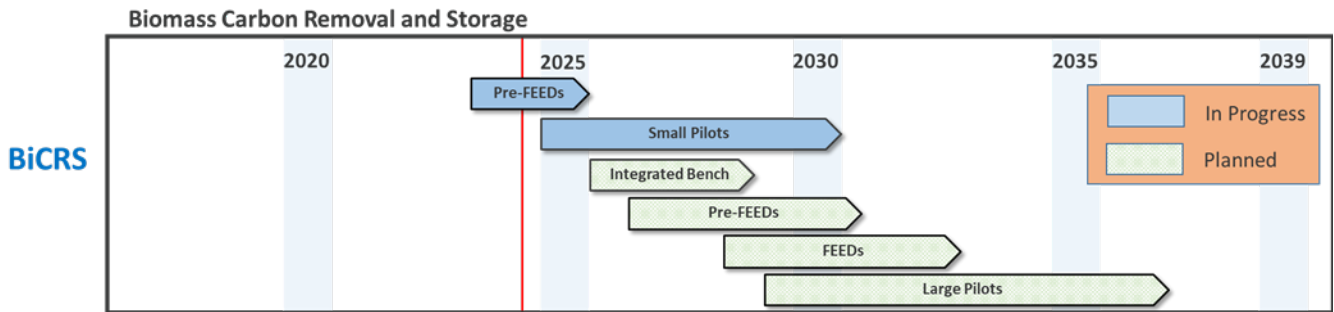 Biomass Carbon Removal and Storage
2020
2025
2030
2035
2039
Pre-FEEDs
In Progress
Small Pilots
BiCRS
Planned
Integrated Bench
Pre-FEEDs
FEEDs
Large Pilots